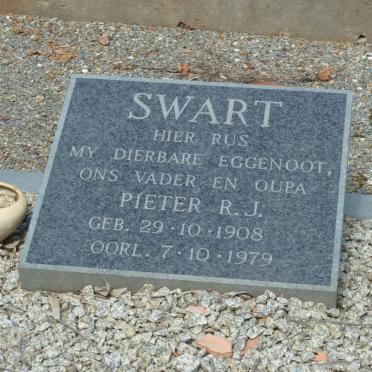 SWART
HIER RUS
MY DIERBARE EGGENOOT,
ONS VADER EN OUPA
PIETER R.J.
GEB. 29·10·1908
OORL. 7·10·1979